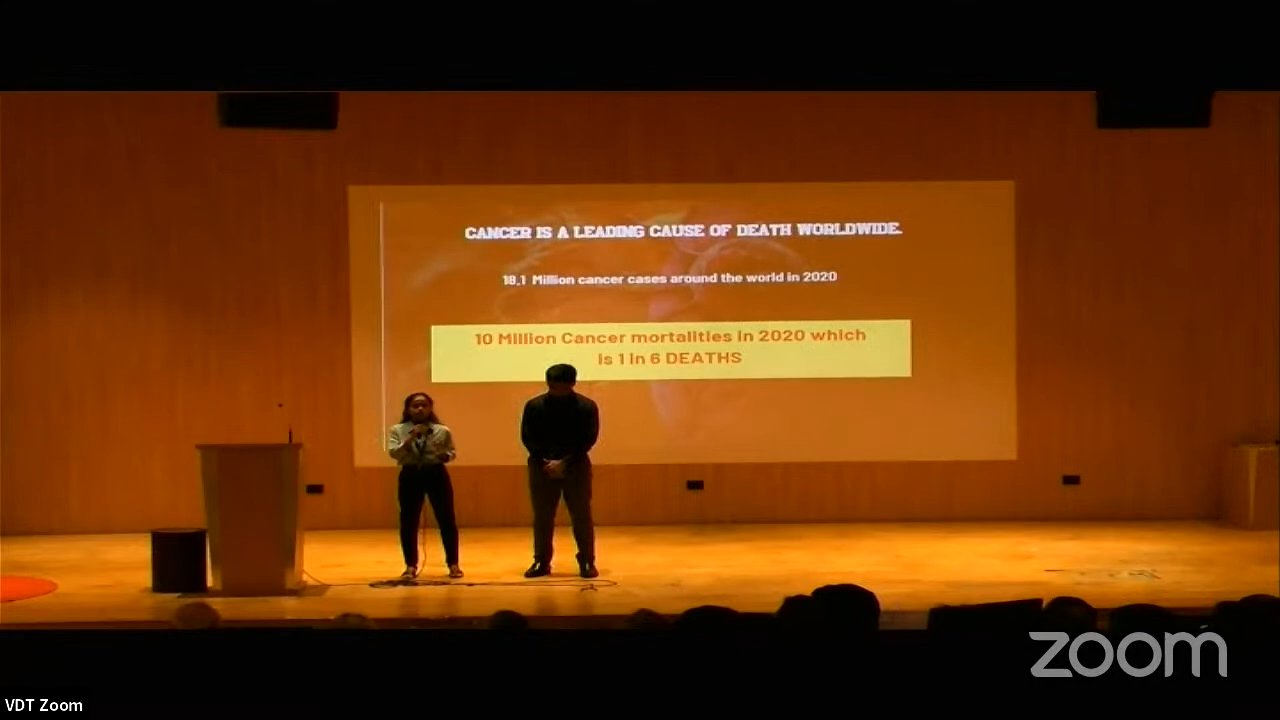 CANCER IS A LEADING CAUSE OF DEATH WORLDWIDE.
18,1 Million cancer cases around the world in 2020
10 Million Cancer mortalities in 2020 which
is 1 in 6 DEATHS
zoom
VDT Zoom